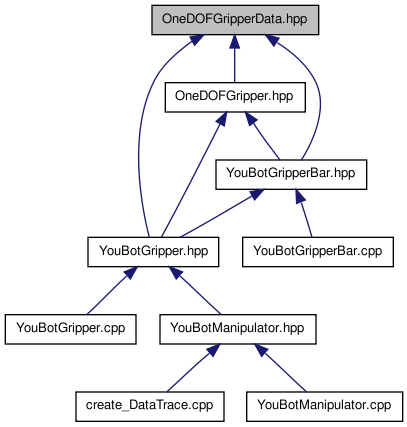 OneDOFGripperData.hpp
OneDOFGripper.hpp
YouBotGripperBar.hpp
YouBotGripper.hpp
YouBotGripperBar.cpp
YouBotGripper.cpp
YouBotManipulator.hpp
create_DataTrace.cpp
YouBotManipulator.cpp